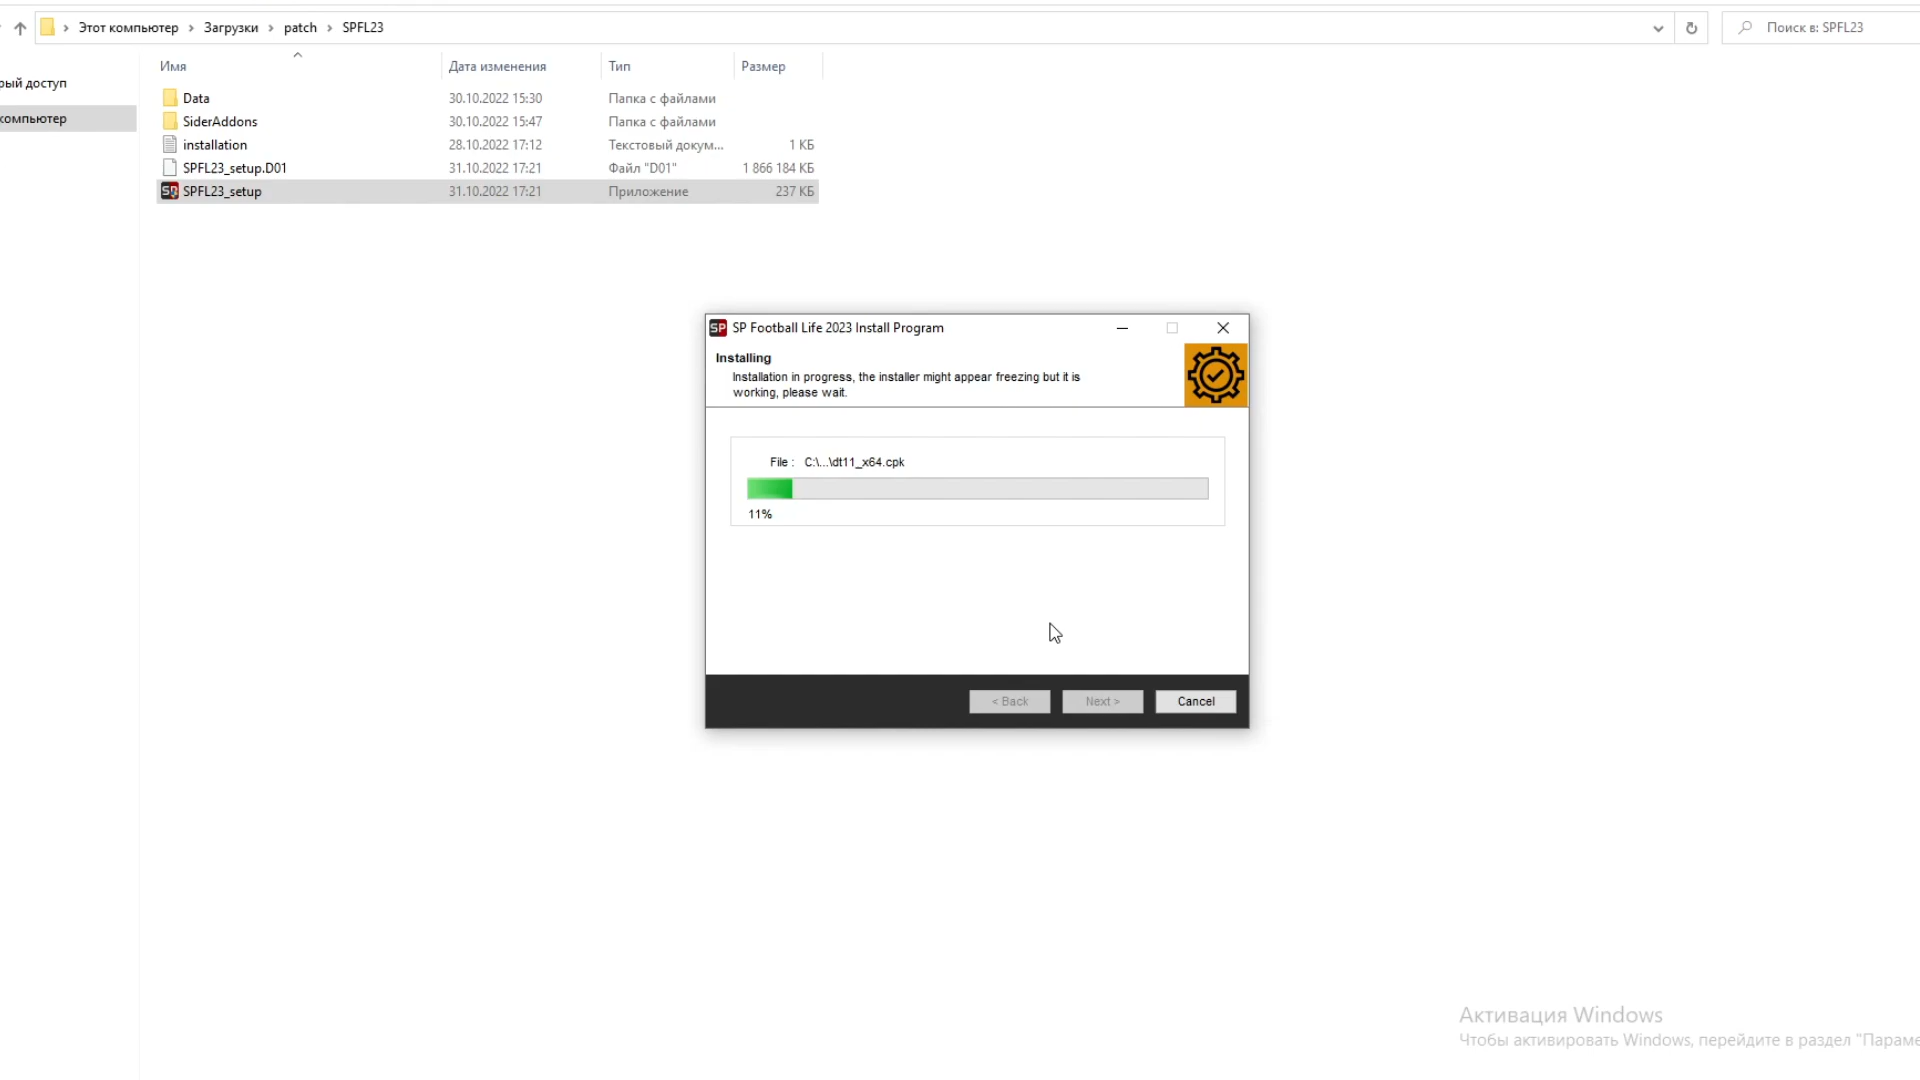 Этот компьютер
Загрузки
patch
SPFL23
Поиск в: SPFL23
Имя
Дата изменения
Тип
Размер
рый доступ
компьютер
Data 30.10.2022 15:30 Папка с файлами
SiderAddons 30.10.2022 15:47 Папка с файлами
installation 28.10.2022 17:12 Текстовый докум... 1 КБ
SPFL23_setup.D01 31.10.2022 17:21 Файл "D01" 1 866 184 КБ
SPFL23_setup 31.10.2022 17:21 Приложение 237 КБ
SP
SP Football Life 2023 Install Program
Installing
Installation in progress, the installer might appear freezing but it is
working, please wait.
File : C:\...\dt11_x64.cpk
11%
< Back
Next >
Cancel
Активация Windows
Чтобы активировать Windows, перейдите в раздел "Параме